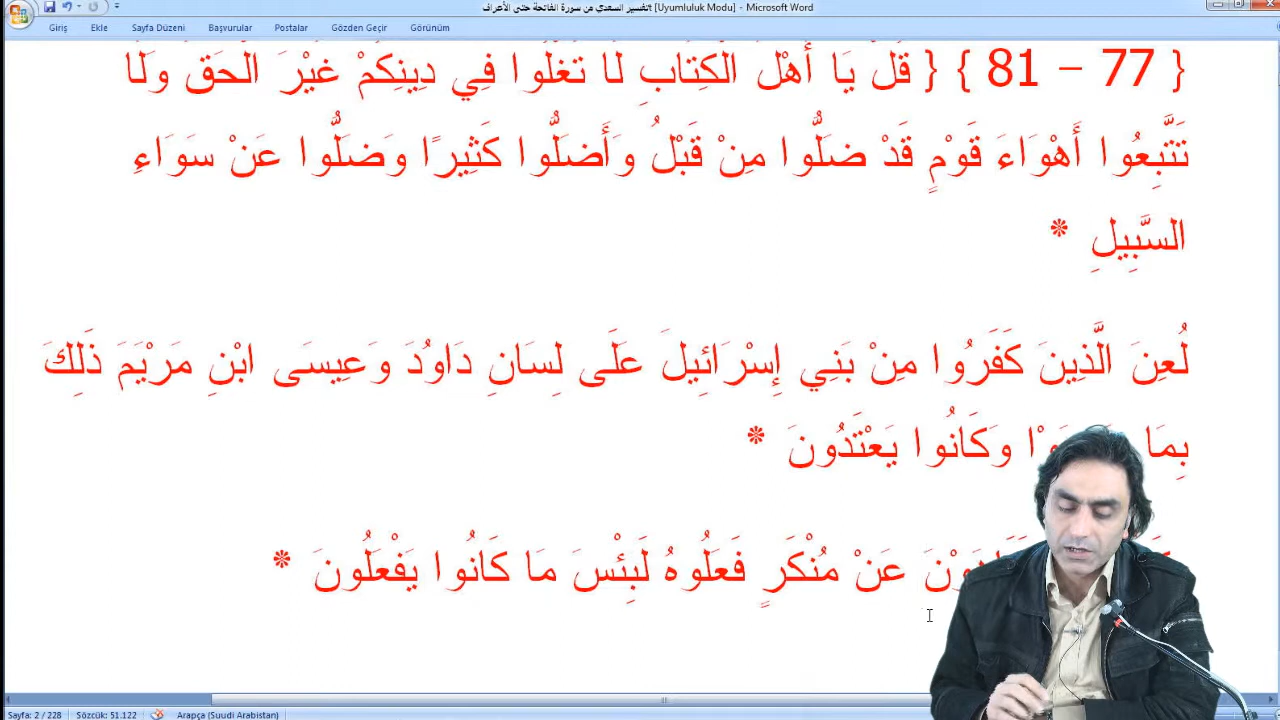 تفسير السعدي من سورة الفاتحة حتى الأعراف [Uyumluluk Modu] - Microsoft Word
Giriş Ekle Sayfa Düzeni Başvurular Postalar Gözden Geçir Görünüm
{ 77 – 81 } { قُلْ يَا أَهْلَ الْكِتَابِ لَا تَغْلُوا فِي دِينِكُمْ غَيْرَ الْحَقِّ وَلَا
تَتَّبِعُوا أَهْوَاءَ قَوْمٍ قَدْ ضَلُّوا مِنْ قَبْلُ وَأَضَلُّوا كَثِيرًا وَضَلُّوا عَنْ سَوَاءِ
السَّبِيلِ *
لُعِنَ الَّذِينَ كَفَرُوا مِنْ بَنِي إِسْرَائِيلَ عَلَى لِسَانِ دَاوُدَ وَعِيسَى ابْنِ مَرْيَمَ ذَلِكَ
بِمَا وَكَانُوا يَعْتَدُونَ *
عَنْ مُنْكَرٍ فَعَلُوهُ لَبِئْسَ مَا كَانُوا يَفْعَلُونَ *
Sayfa: 2 / 228 Sözcük: 51.122 Arapça (Suudi Arabistan)